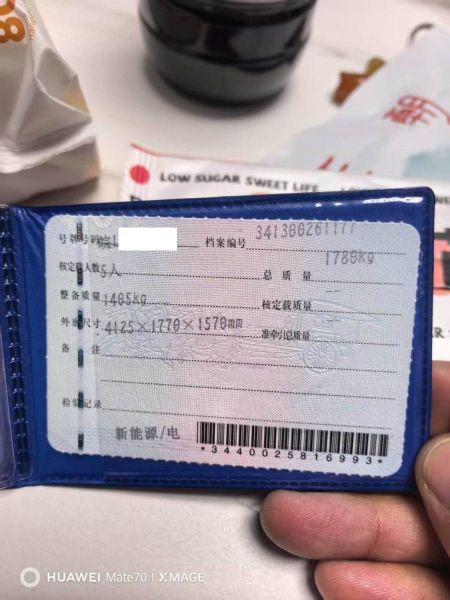 LOW SUGAR SWEET LIFE
号牌号码 档案编号 341300261177
核定载人数 5人 总质量 1780kg
整备质量 1405kg 核定载质量 --
外廓尺寸 4125×1770×1570mm 准牵引总质量 --
备注
检验记录
新能源/电
*3440025816993*
HUAWEI Mate70 | XMAGE